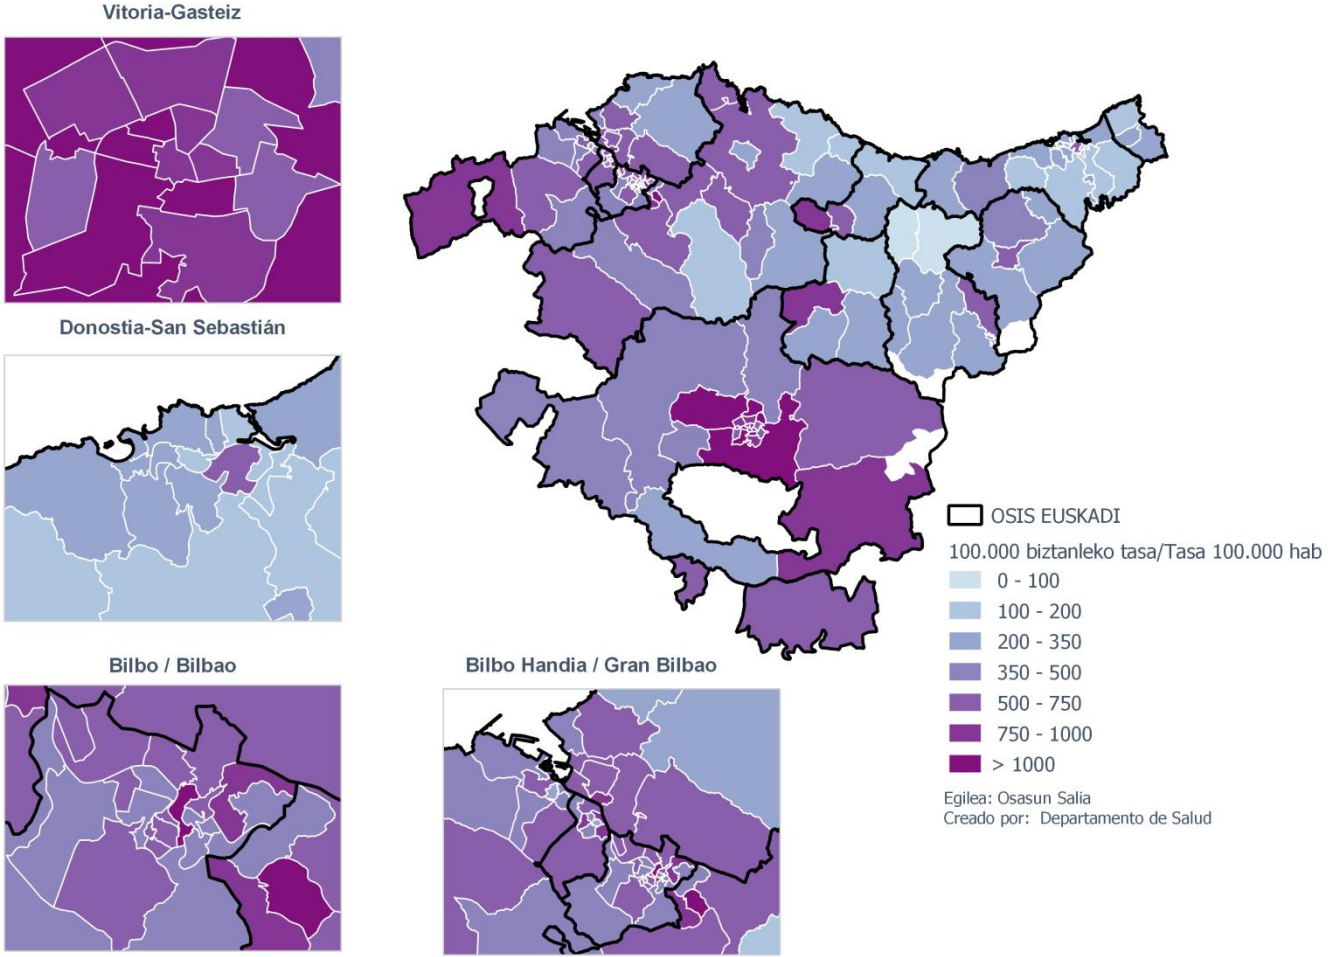 Vitoria-Gasteiz
Donostia-San Sebastián
Bilbo / Bilbao
Bilbo Handia / Gran Bilbao
OSIS EUSKADI
100.000 biztanleko tasa/Tasa 100.000 hab
0 - 100
100 - 200
200 - 350
350 - 500
500 - 750
750 - 1000
> 1000
Egilea: Osasun Salia
Creado por: Departamento de Salud